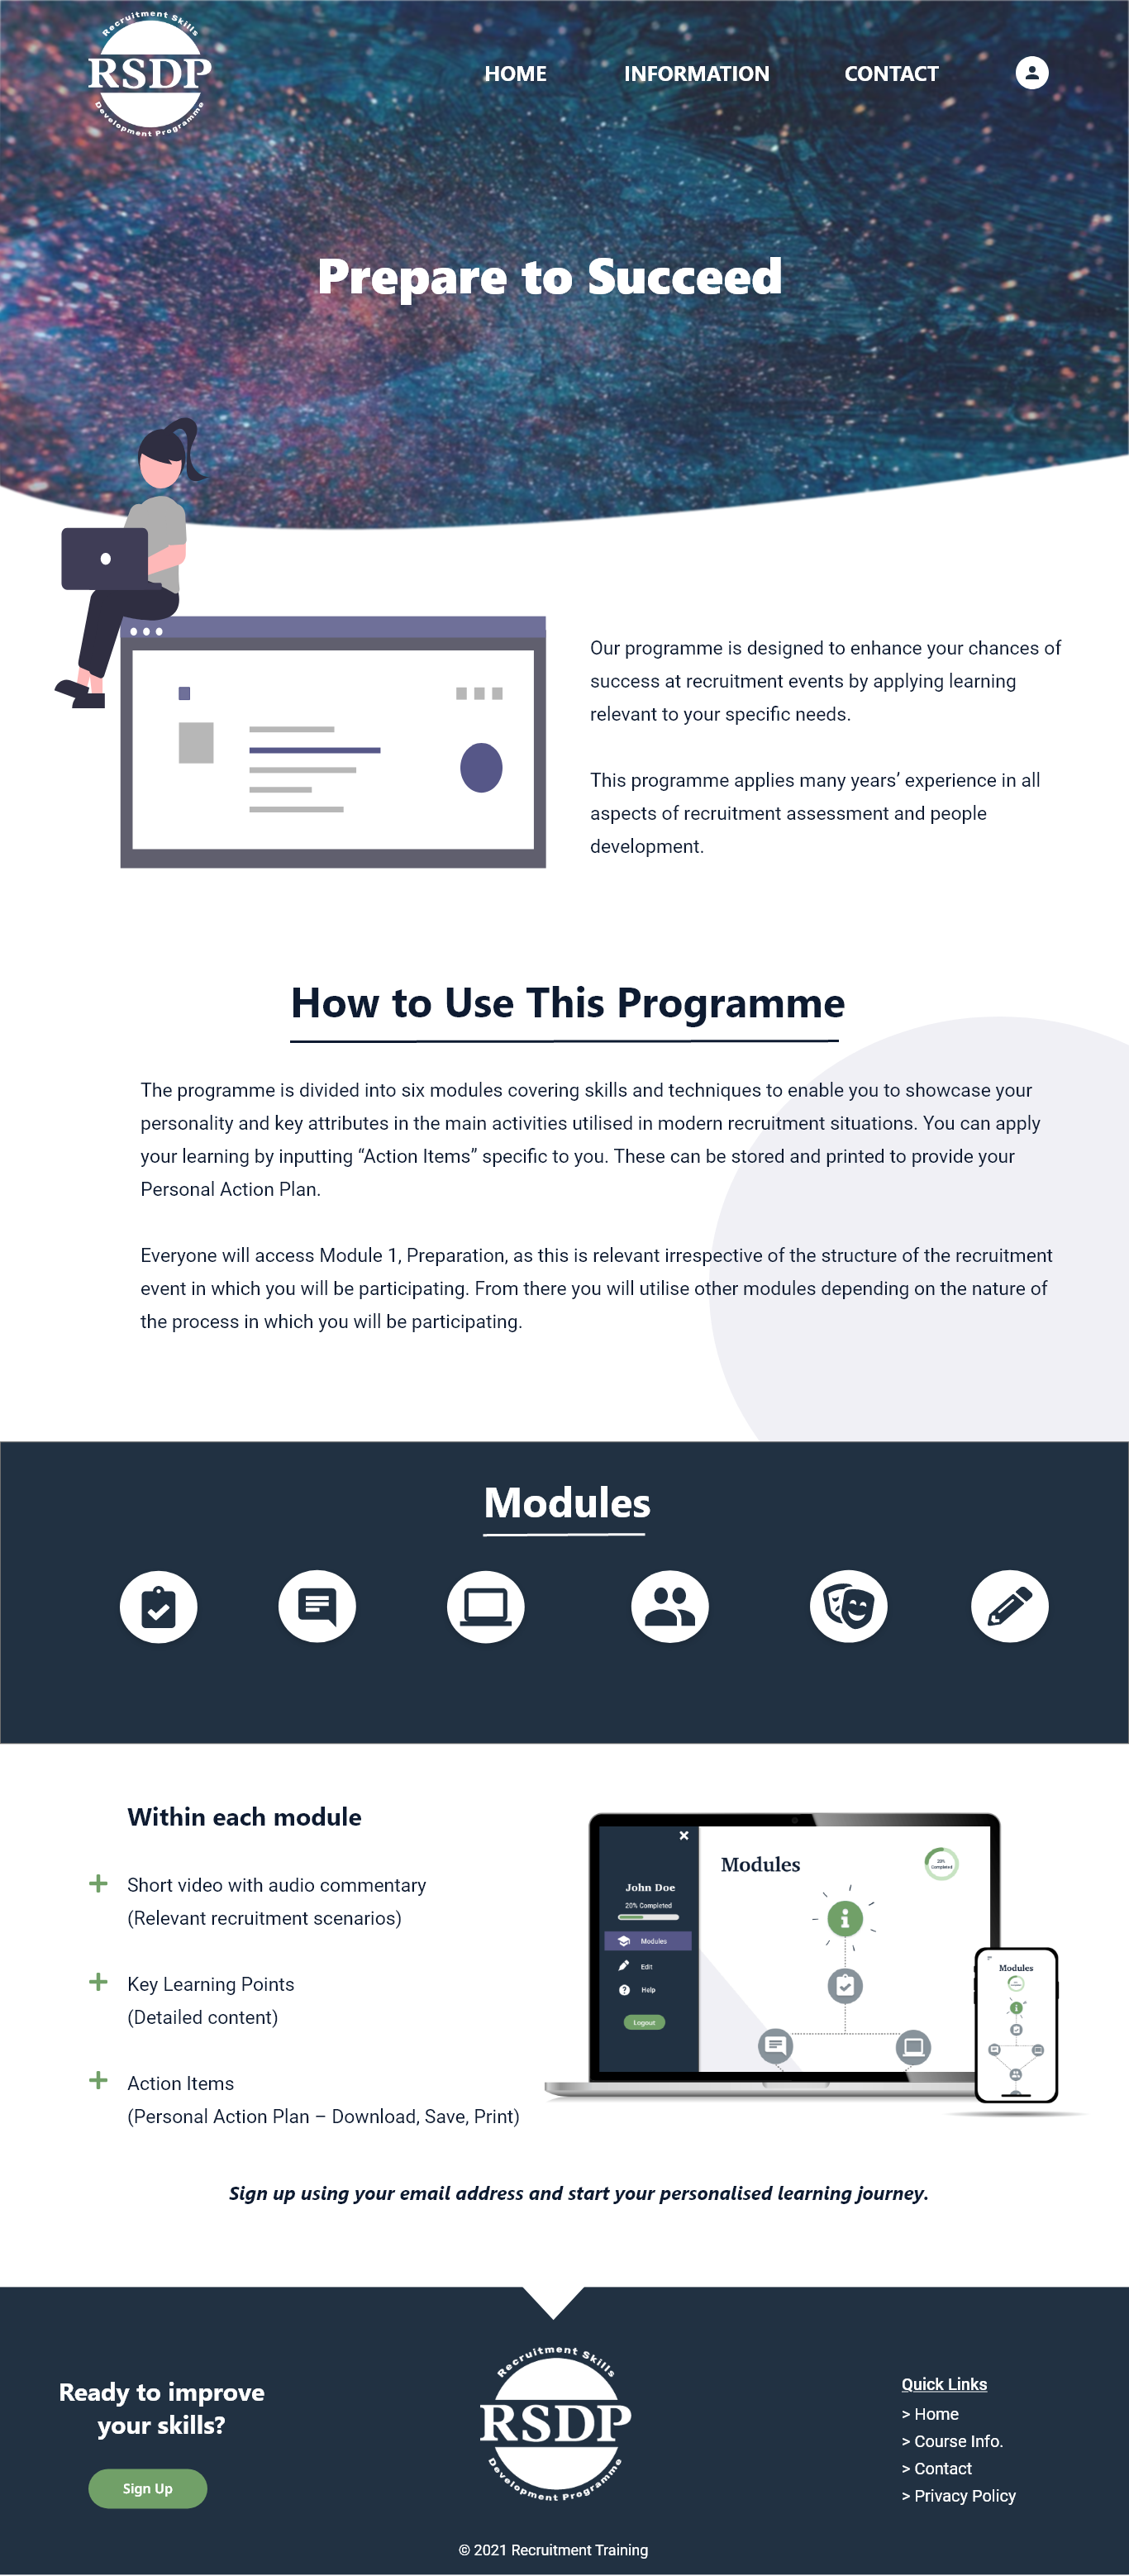 Recruitment Skills
RSDP
Development Programme
HOME INFORMATION CONTACT
Prepare to Succeed
Our programme is designed to enhance your chances of
success at recruitment events by applying learning
relevant to your specific needs.
This programme applies many years’ experience in all
aspects of recruitment assessment and people
development.
How to Use This Programme
The programme is divided into six modules covering skills and techniques to enable you to showcase your
personality and key attributes in the main activities utilised in modern recruitment situations. You can apply
your learning by inputting “Action Items” specific to you. These can be stored and printed to provide your
Personal Action Plan.
Everyone will access Module 1, Preparation, as this is relevant irrespective of the structure of the recruitment
event in which you will be participating. From there you will utilise other modules depending on the nature of
the process in which you will be participating.
Modules
Within each module
Short video with audio commentary
(Relevant recruitment scenarios)
Key Learning Points
(Detailed content)
Action Items
(Personal Action Plan – Download, Save, Print)
Modules
20%
Completed
John Doe
20% Completed
Modules
Edit
Help
Logout
Modules
Sign up using your email address and start your personalised learning journey.
Ready to improve
your skills?
Sign Up
Recruitment Skills
RSDP
Development Programme
Quick Links
> Home
> Course Info.
> Contact
> Privacy Policy
© 2021 Recruitment Training